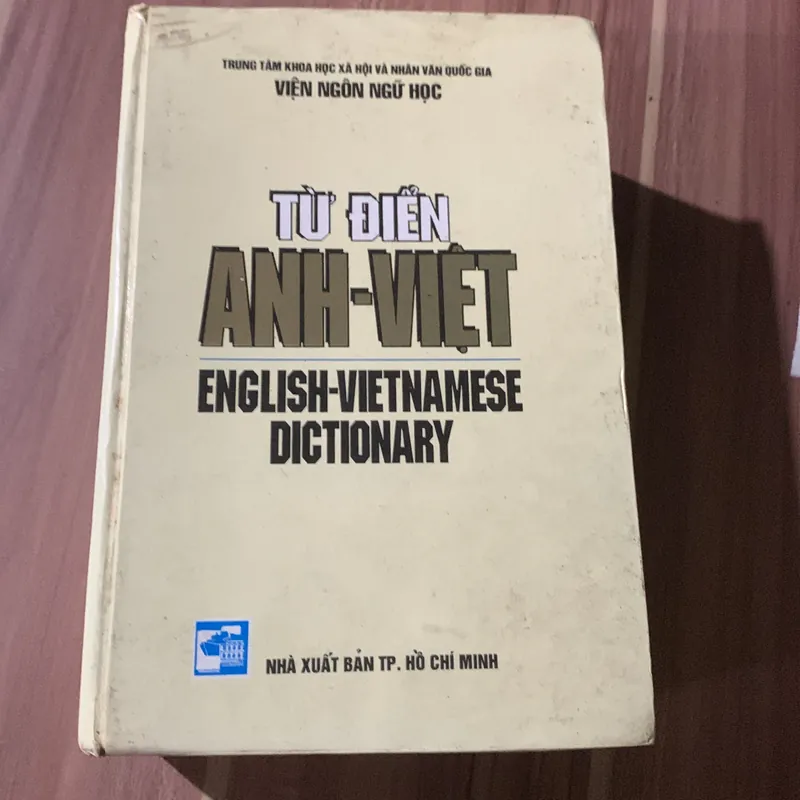 TRUNG TÂM KHOA HỌC XÃ HỘI VÀ NHÂN VĂN QUỐC GIA
VIỆN NGÔN NGỮ HỌC
TỪ ĐIỂN
ANH-VIỆT
ENGLISH-VIETNAMESE
DICTIONARY
NHÀ XUẤT BẢN TP. HỒ CHÍ MINH